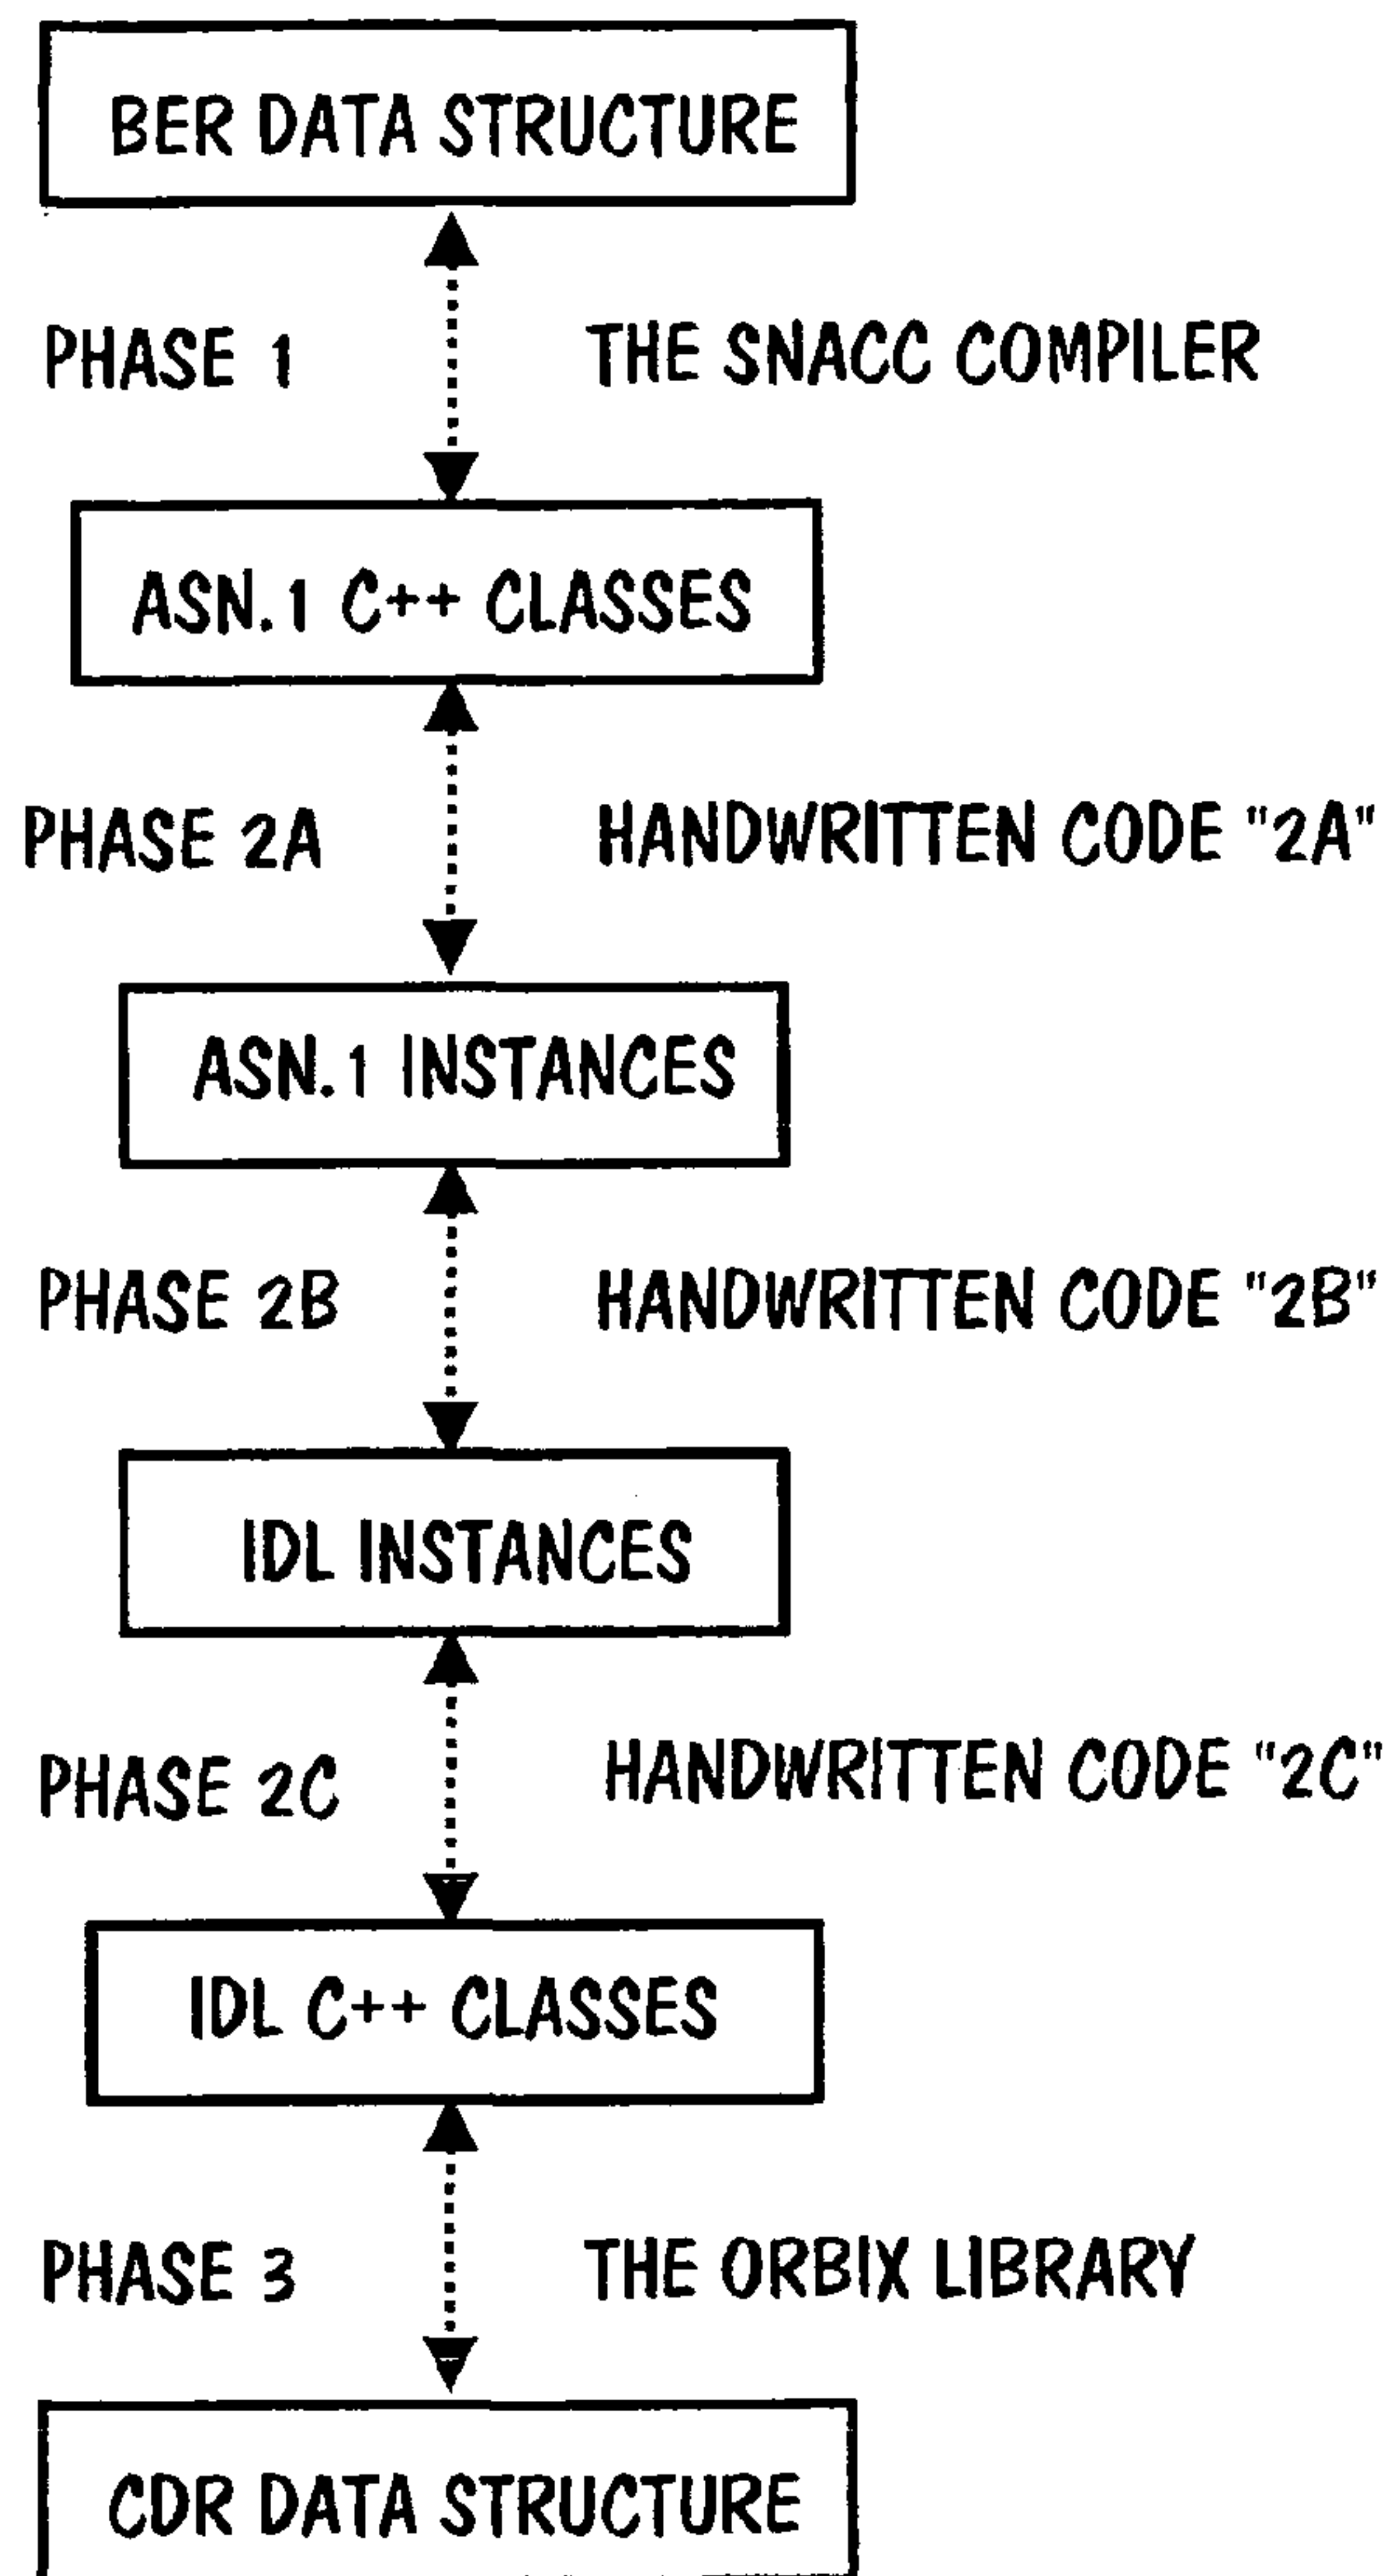 BER DATA STRUCTURE
PHASE 1 THE SNACC COMPILER
ASN.1 C++ CLASSES
PHASE 2A HANDWRITTEN CODE "2A"
ASN.1 INSTANCES
PHASE 2B HANDWRITTEN CODE "2B"
IDL INSTANCES
PHASE 2C HANDWRITTEN CODE "2C"
IDL C++ CLASSES
PHASE 3 THE ORBIX LIBRARY
CDR DATA STRUCTURE